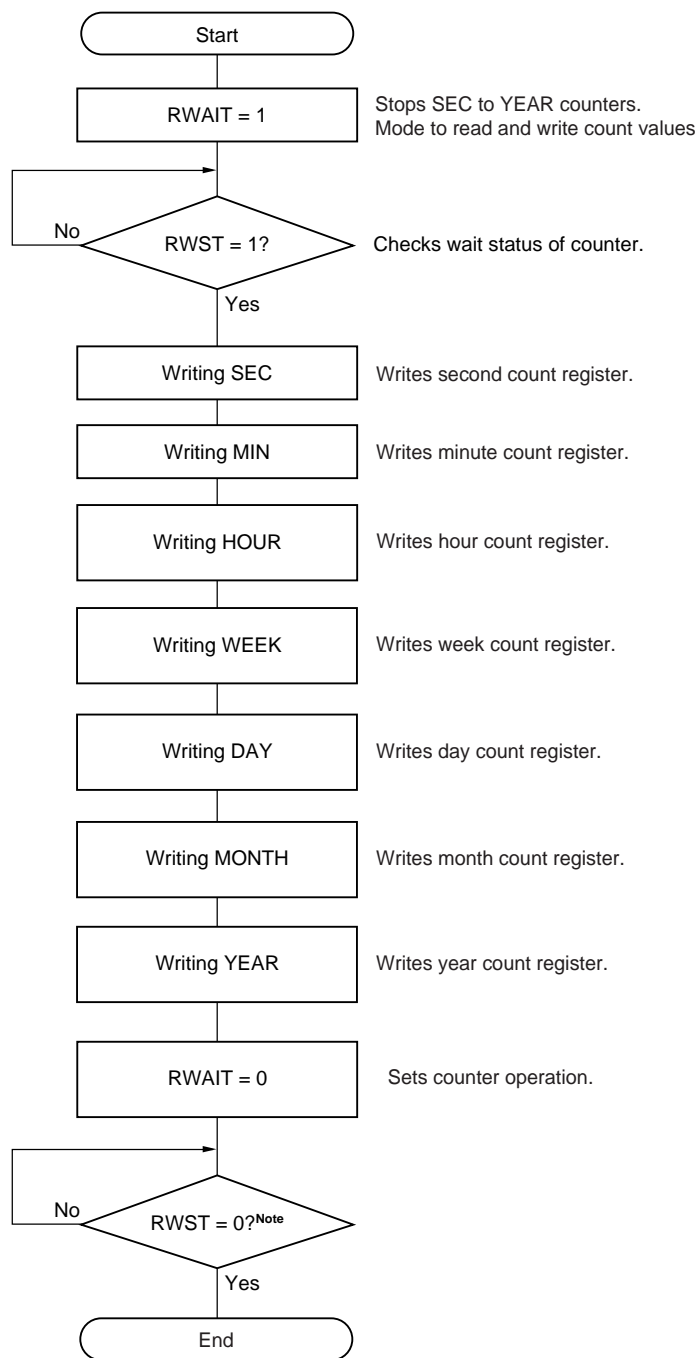 Start
RWAIT = 1
Stops SEC to YEAR counters.
Mode to read and write count values
No
RWST = 1?
Checks wait status of counter.
Yes
Writing SEC
Writes second count register.
Writing MIN
Writes minute count register.
Writing HOUR
Writes hour count register.
Writing WEEK
Writes week count register.
Writing DAY
Writes day count register.
Writing MONTH
Writes month count register.
Writing YEAR
Writes year count register.
RWAIT = 0
Sets counter operation.
No
RWST = 0?Note
Yes
End